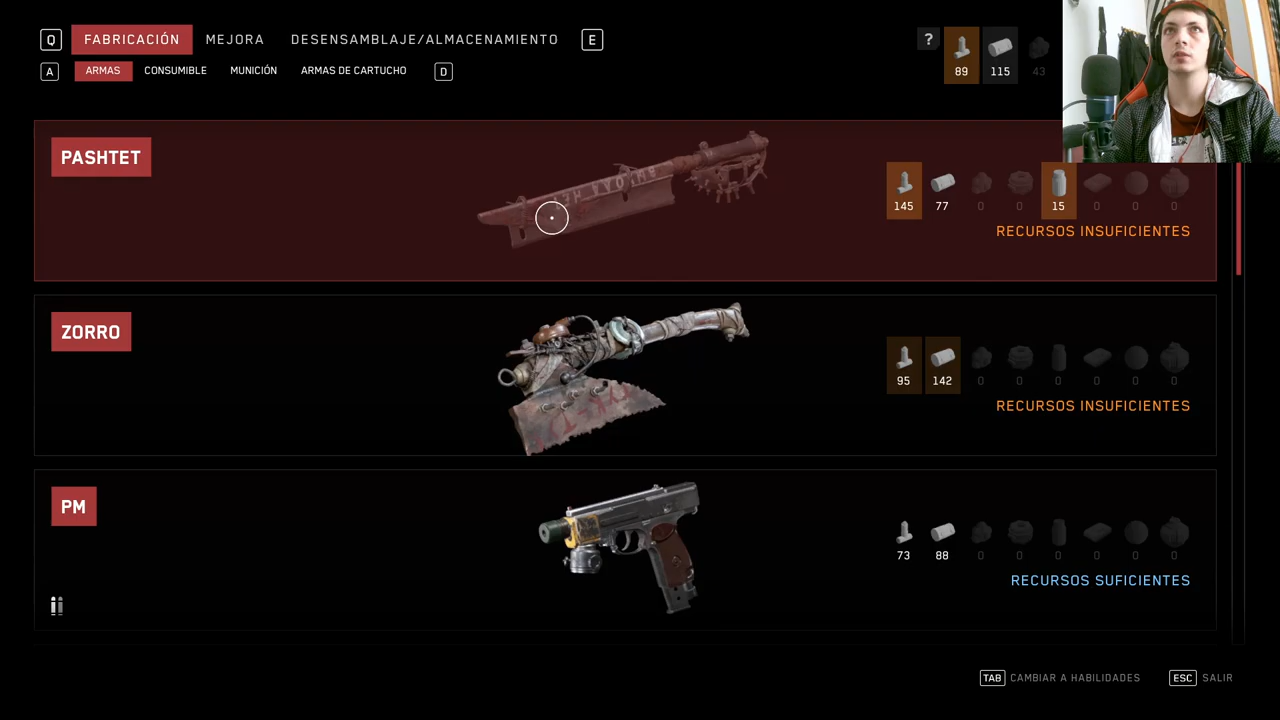 Q FABRICACIÓN MEJORA DESENSAMBLAJE/ALMACENAMIENTO E ?
A ARMAS CONSUMIBLE MUNICIÓN ARMAS DE CARTUCHO D
89 115 43
PASHTET
145 77 0 0 15 0 0 0
RECURSOS INSUFICIENTES
ZORRO
95 142 0 0 0 0 0 0
RECURSOS INSUFICIENTES
PM
73 88 0 0 0 0 0 0
RECURSOS SUFICIENTES
TAB CAMBIAR A HABILIDADES ESC SALIR